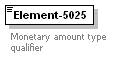 Element-5025
Monetary amount type
qualifier